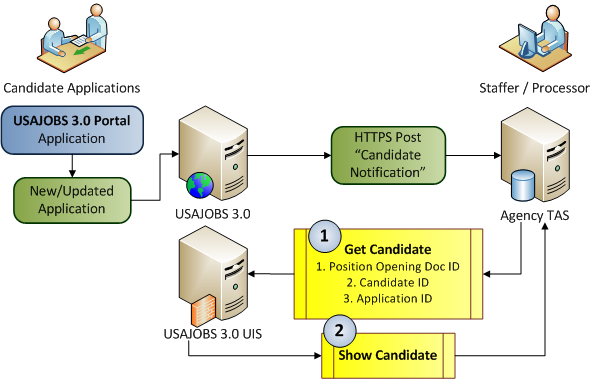 Candidate Applications
Staffer / Processor
USAJOBS 3.0 Portal
Application
New/Updated
Application
USAJOBS 3.0
HTTPS Post
“Candidate
Notification”
Agency TAS
1
Get Candidate
1. Position Opening Doc ID
2. Candidate ID
3. Application ID
USAJOBS 3.0 UIS
2
Show Candidate